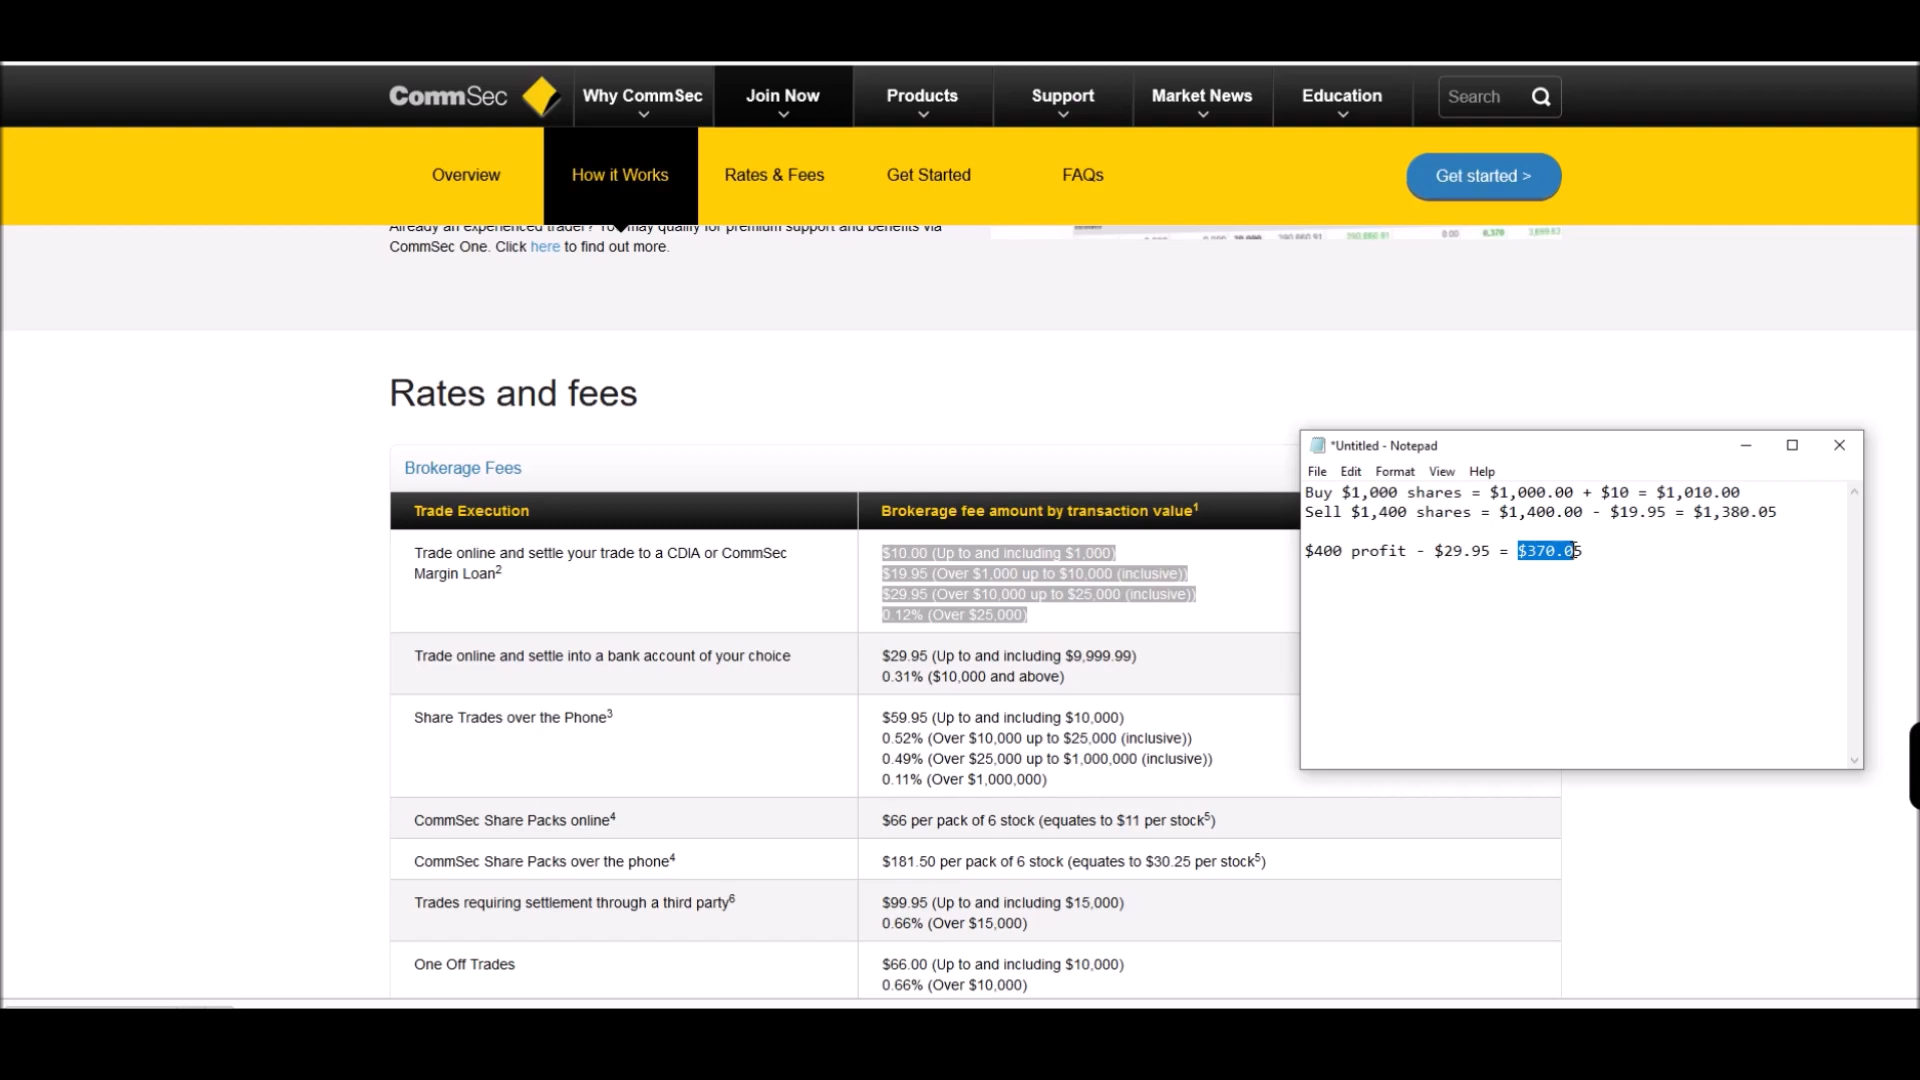 CommSec
Why CommSec
Join Now
Products
Support
Market News
Education
Search
Overview
How it Works
Rates & Fees
Get Started
FAQs
Get started >
Already an experienced trader? You may qualify for premium support and benefits via
CommSec One. Click here to find out more.
Rates and fees
Brokerage Fees
Trade Execution
Brokerage fee amount by transaction value1
Trade online and settle your trade to a CDIA or CommSec
Margin Loan2
$10.00 (Up to and including $1,000)
$19.95 (Over $1,000 up to $10,000 (inclusive))
$29.95 (Over $10,000 up to $25,000 (inclusive))
0.12% (Over $25,000)
Trade online and settle into a bank account of your choice
$29.95 (Up to and including $9,999.99)
0.31% ($10,000 and above)
Share Trades over the Phone3
$59.95 (Up to and including $10,000)
0.52% (Over $10,000 up to $25,000 (inclusive))
0.49% (Over $25,000 up to $1,000,000 (inclusive))
0.11% (Over $1,000,000)
CommSec Share Packs online4
$66 per pack of 6 stock (equates to $11 per stock5)
CommSec Share Packs over the phone4
$181.50 per pack of 6 stock (equates to $30.25 per stock5)
Trades requiring settlement through a third party6
$99.95 (Up to and including $15,000)
0.66% (Over $15,000)
One Off Trades
$66.00 (Up to and including $10,000)
0.66% (Over $10,000)
*Untitled - Notepad
File Edit Format View Help
Buy $1,000 shares = $1,000.00 + $10 = $1,010.00
Sell $1,400 shares = $1,400.00 - $19.95 = $1,380.05
$400 profit - $29.95 = $370.05